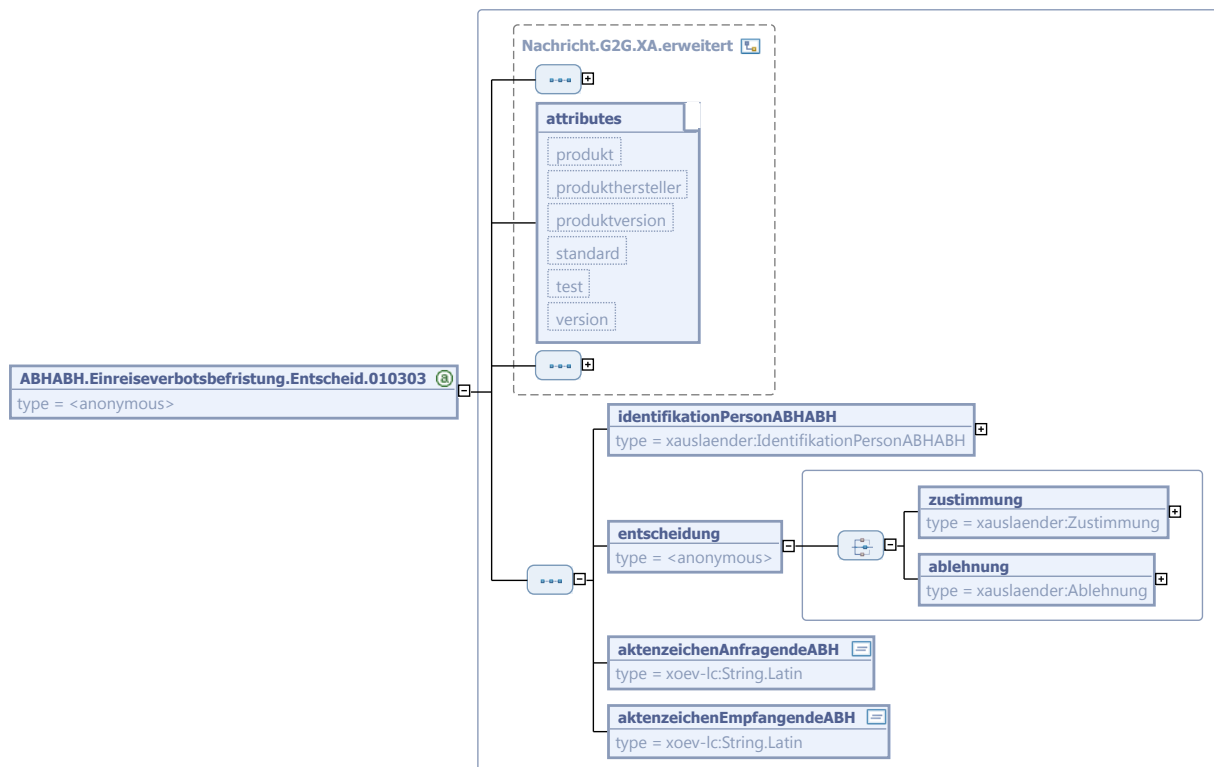 Nachricht.G2G.XA.erweitert
attributes
produkt
produkthersteller
produktversion
standard
test
version
ABHABH.Einreiseverbotsbefristung.Entscheid.010303 a
type = <anonymous>
identifikationPersonABHABH
type = xauslaender:IdentifikationPersonABHABH
entscheidung
type = <anonymous>
zustimmung
type = xauslaender:Zustimmung
ablehnung
type = xauslaender:Ablehnung
aktenzeichenAnfragendeABH
type = xoev-lc:String.Latin
aktenzeichenEmpfangendeABH
type = xoev-lc:String.Latin